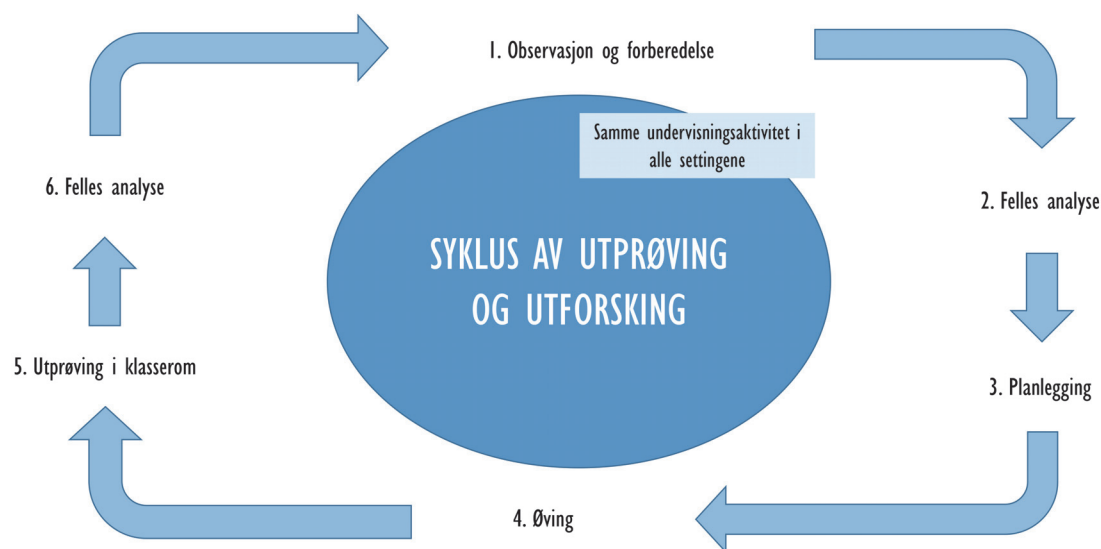 1. Observasjon og forberedelse
Samme undervisningsaktivitet i
alle settingene
2. Felles analyse
3. Planlegging
4. Øving
5. Utprøving i klasserom
6. Felles analyse
SYKLUS AV UTPRØVING
OG UTFORSKING